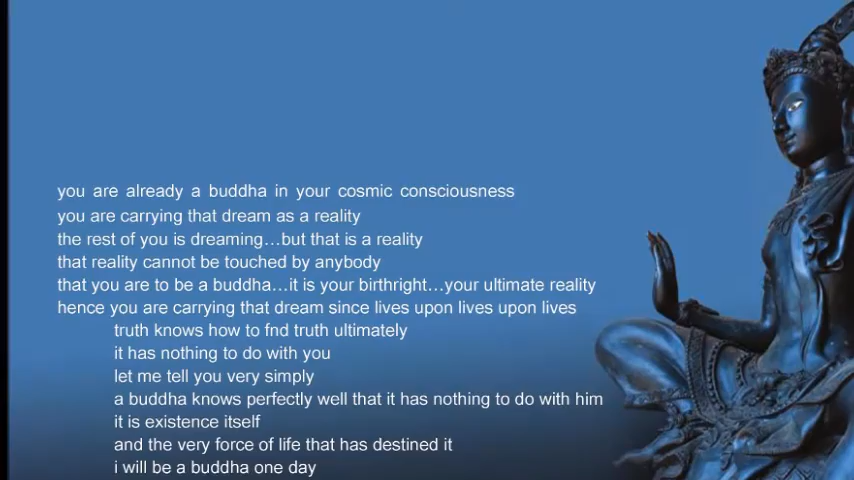 you are already a buddha in your cosmic consciousness
you are carrying that dream as a reality
the rest of you is dreaming...but that is a reality
that reality cannot be touched by anybody
that you are to be a buddha...it is your birthright...your ultimate reality
hence you are carrying that dream since lives upon lives upon lives
truth knows how to fnd truth ultimately
it has nothing to do with you
let me tell you very simply
a buddha knows perfectly well that it has nothing to do with him
it is existence itself
and the very force of life that has destined it
i will be a buddha one day